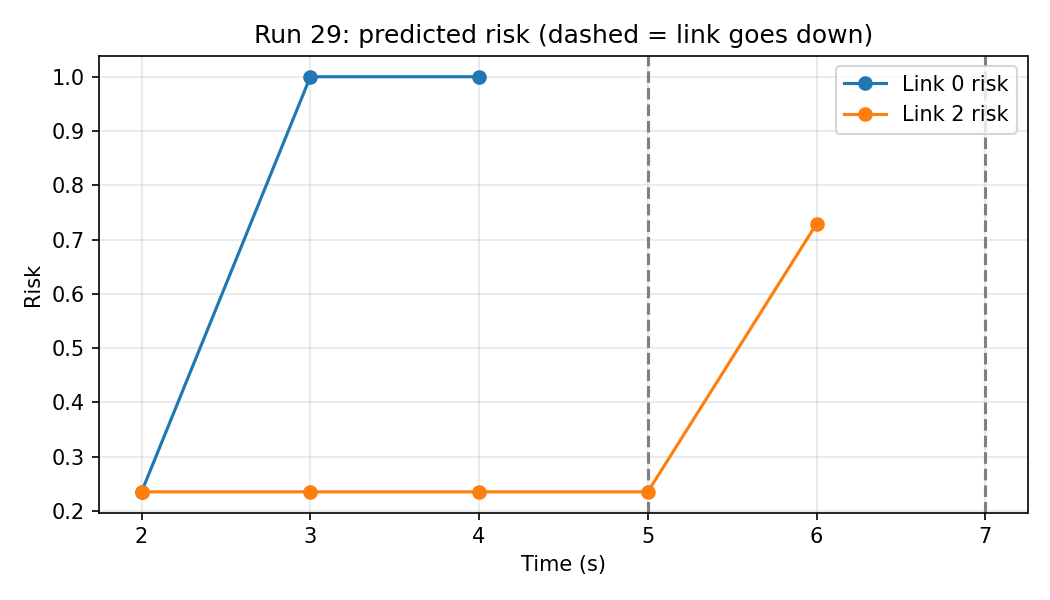 Run 29: predicted risk (dashed = link goes down)
Link 0 risk
Link 2 risk
Risk
1.0
0.9
0.8
0.7
0.6
0.5
0.4
0.3
0.2
2 3 4 5 6 7
Time (s)